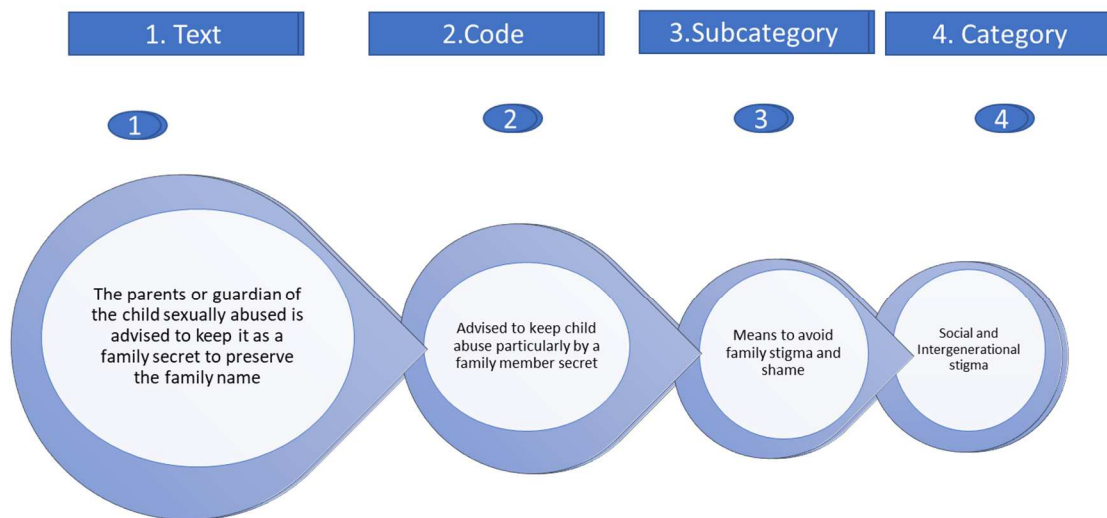 1. Text
2.Code
3.Subcategory
4. Category
1
2
3
4
The parents or guardian of
the child sexually abused is
advised to keep it as a
family secret to preserve
the family name
Advised to keep child
abuse particularly by a
family member secret
Means to avoid
family stigma and
shame
Social and
Intergenerational
stigma